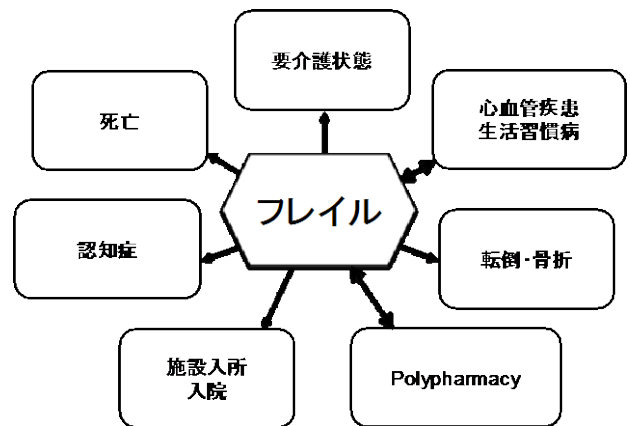 要介護状態
心血管疾患
生活習慣病
死亡
フレイル
認知症
転倒・骨折
施設入所
入院
Polypharmacy